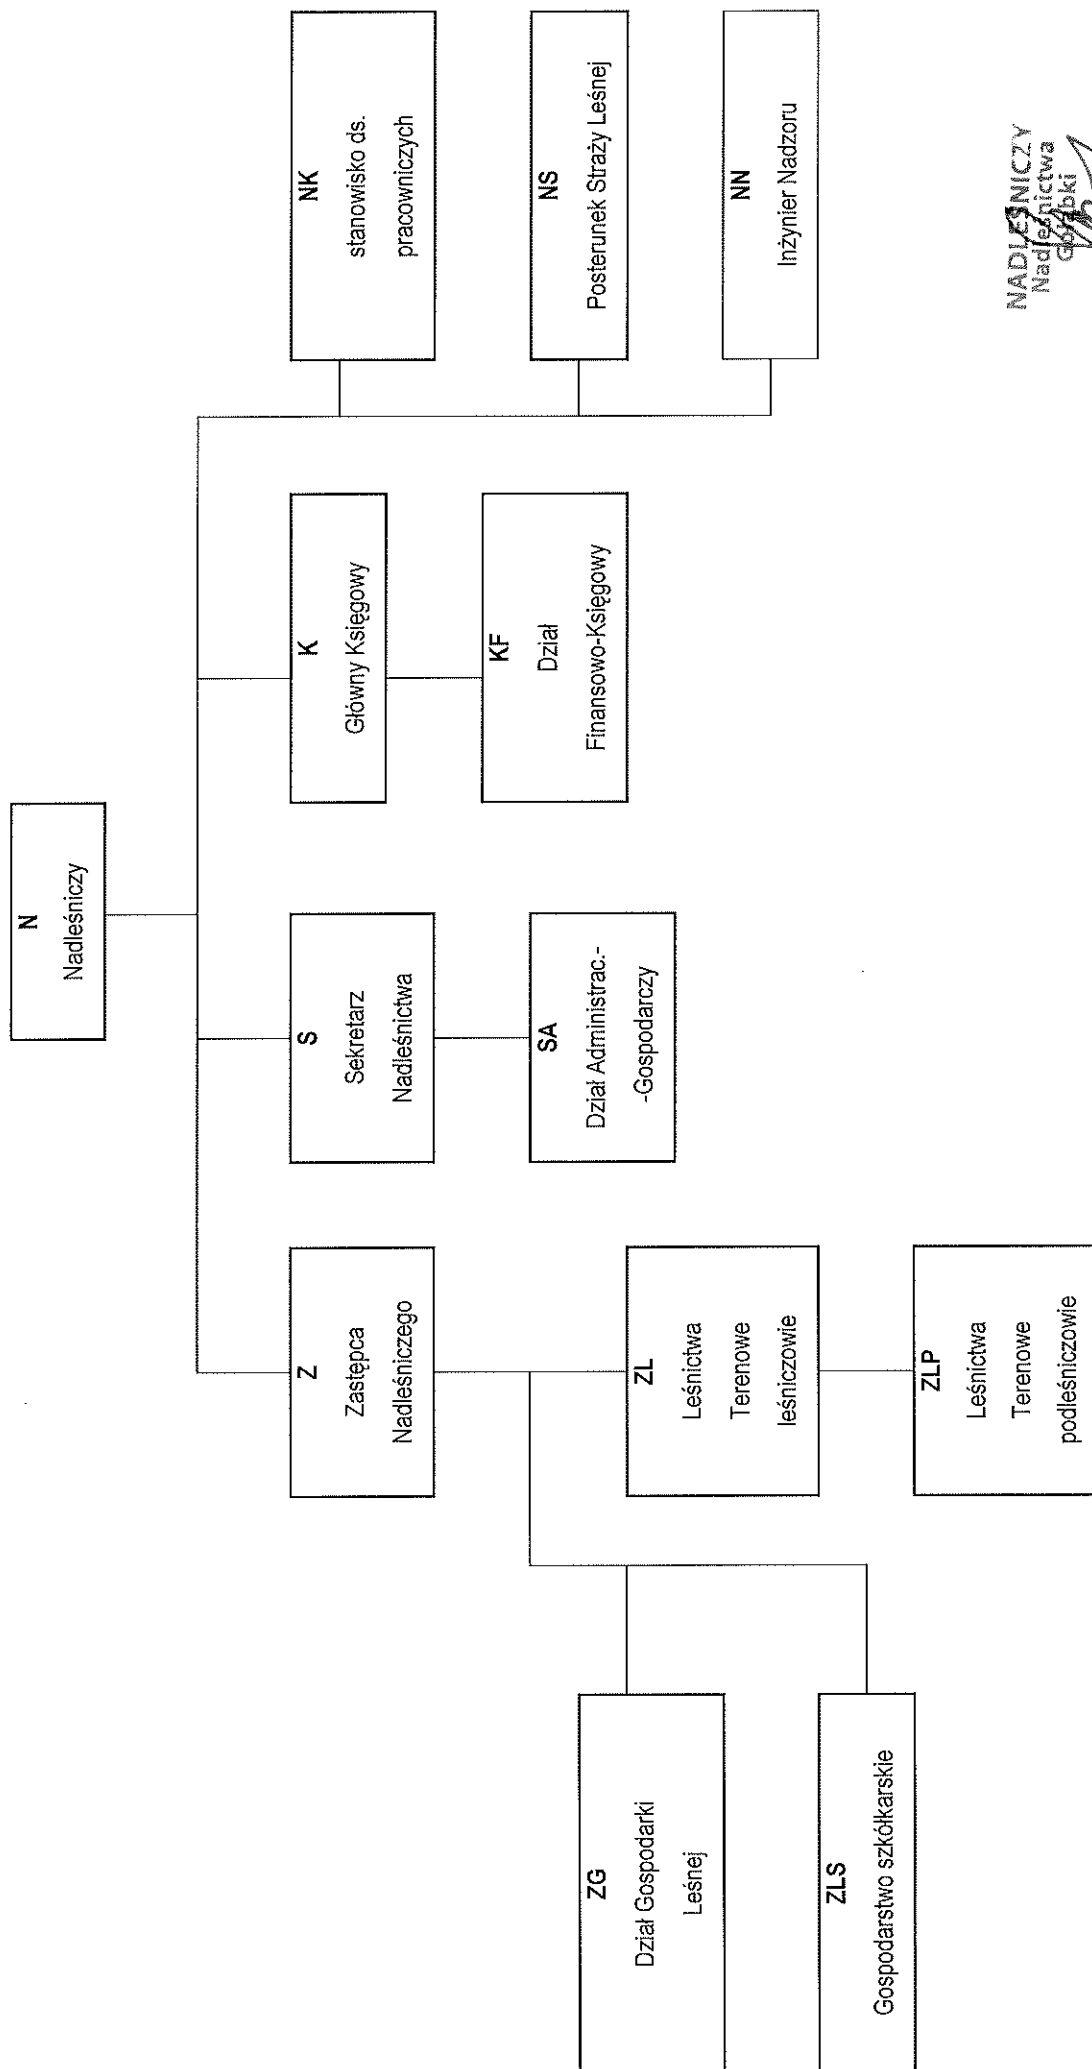 N
Nadleśniczy
Z
Zastępca
Nadleśniczego
S
Sekretarz
Nadleśnictwa
K
Główny Księgowy
NK
stanowisko ds.
pracowniczych
SA
Dział Administrac.-
-Gospodarczy
KF
Dział
Finansowo-Księgowy
NS
Posterunek Straży Leśnej
ZG
Dział Gospodarki
Leśnej
ZL
Leśnictwa
Terenowe
leśniczowie
NN
Inżynier Nadzoru
ZLS
Gospodarstwo szkółkarskie
ZLP
Leśnictwa
Terenowe
podleśniczowie
NADLEŚNICZY
Nadleśnictwa
Gołąbki